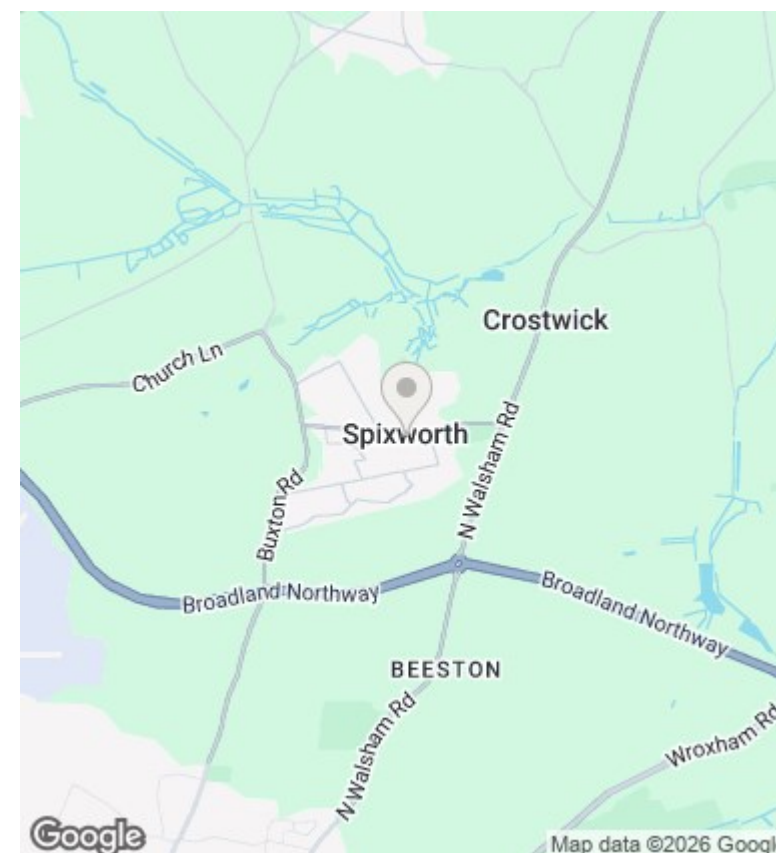 Crostwick
Church Ln
Spixworth
N Walsham Rd
Buxton Rd
Broadland Northway
Broadland Northway
BEESTON
N Walsham Rd
Wroxham Rd
Google
Map data ©2026 Google